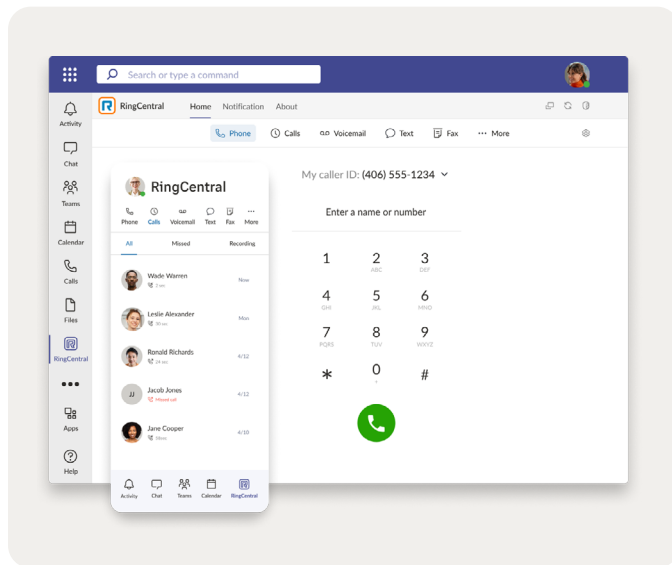 Search or type a command
RingCentral Home Notification About
Phone Calls Voicemail Text Fax More
Activity
Chat
Teams
Calendar
Calls
Files
RingCentral
Apps
Help
RingCentral
Phone Calls Voicemail Text Fax More
All Missed Recording
Wade Warren Now
Leslie Alexander Mon
Ronald Richards 4/12
24 sec
JJ Jacob Jones 4/12
Missed call
Jane Cooper 4/10
Activity Chat Teams Calendar RingCentral
My caller ID: (406) 555-1234
Enter a name or number
1 2 3
ABC DEF
4 5 6
GHI JKL MNO
7 8 9
PQRS TUV WXYZ
* 0 #
+